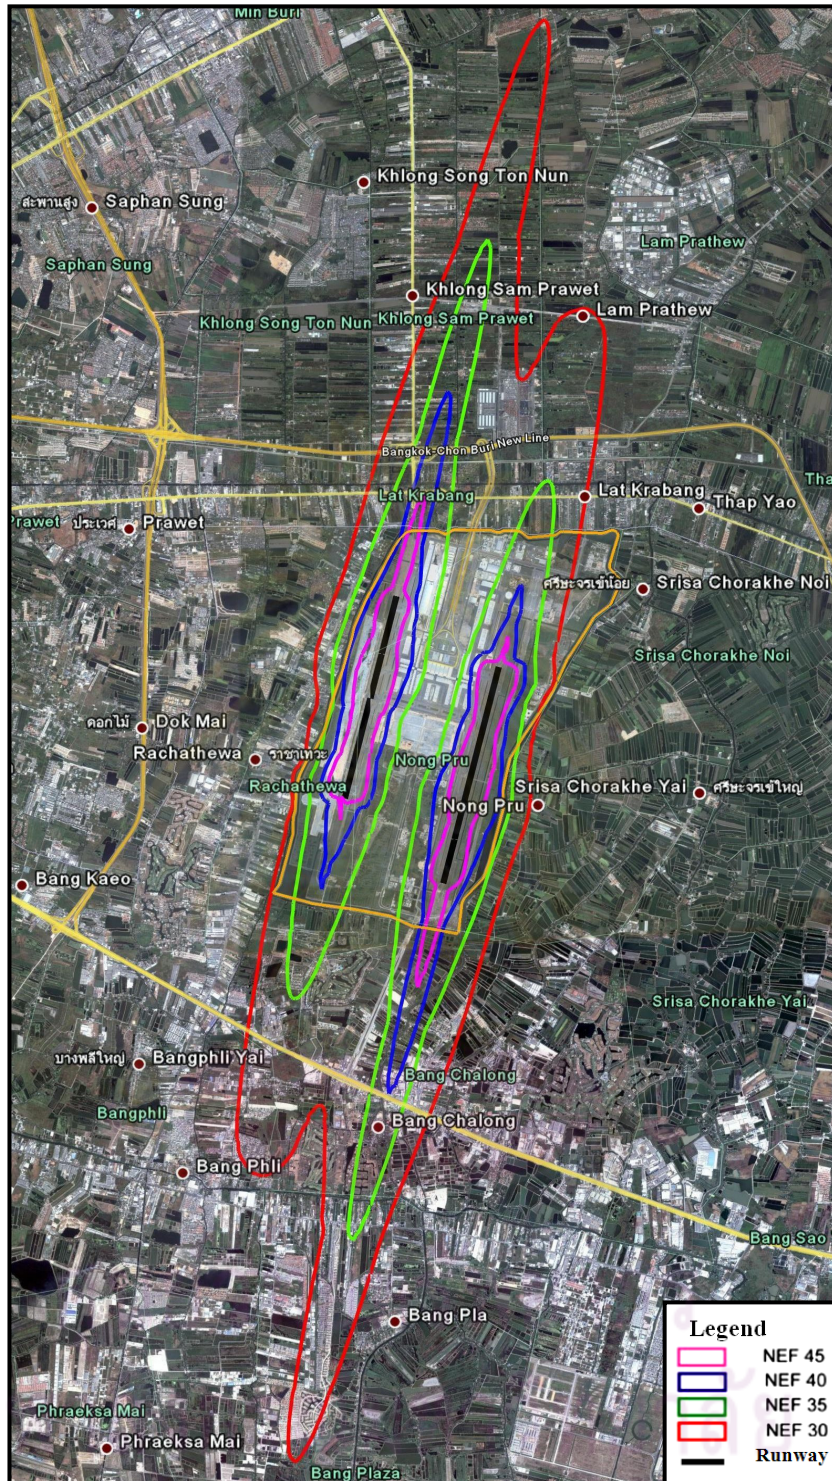 Min Buri
Khlong Song Ton Nun
สะพานสูง Saphan Sung
Lam Prathew
Saphan Sung
Khlong Sam Prawet
Lam Prathew
Khlong Song Ton Nun Khlong Sam Prawet
Bangkok-Chon Buri New Line
Tha
Lat Krabang Lat Krabang
Thap Yao
Prawet ประเวศ Prawet
ศรีษะจรเข้น้อย Srisa Chorakhe Noi
Srisa Chorakhe Noi
ดอกไม้ Dok Mai
Rachathewa ราชาเทวะ
Nong Pru
Rachathewa Srisa Chorakhe Yai ศรีษะจรเข้ใหญ่
Nong Pru
Bang Kaeo
Srisa Chorakhe Yai
บางพลีใหญ่ Bangphli Yai
Bang Chalong
Bangphli
Bang Chalong
Bang Phli
Bang Sao
Bang Pla
Phraeksa Mai
Phraeksa Mai
Bang Plaza
Legend
NEF 45
NEF 40
NEF 35
NEF 30
Runway